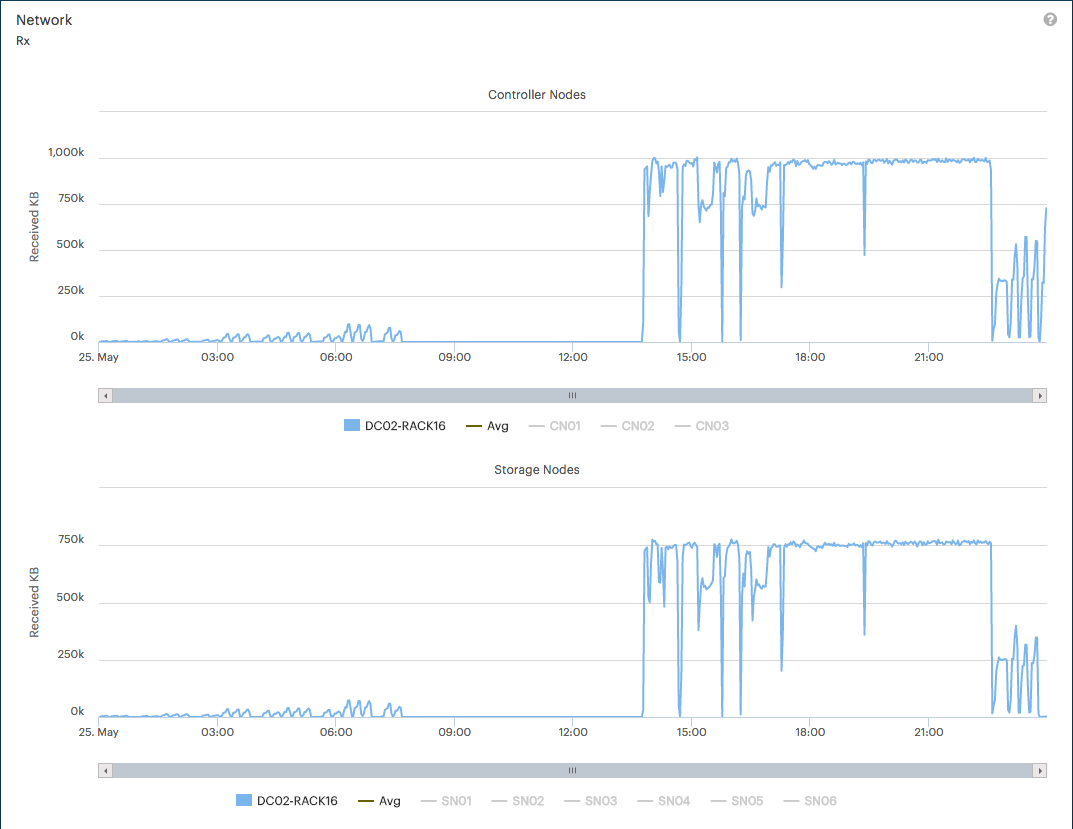 Network
?
Rx
Controller Nodes
Received KB
1,000k
750k
500k
250k
0k
25. May 03:00 06:00 09:00 12:00 15:00 18:00 21:00
DC02-RACK16 Avg CN01 CN02 CN03
Storage Nodes
Received KB
750k
500k
250k
0k
25. May 03:00 06:00 09:00 12:00 15:00 18:00 21:00
DC02-RACK16 Avg SN01 SN02 SN03 SN04 SN05 SN06